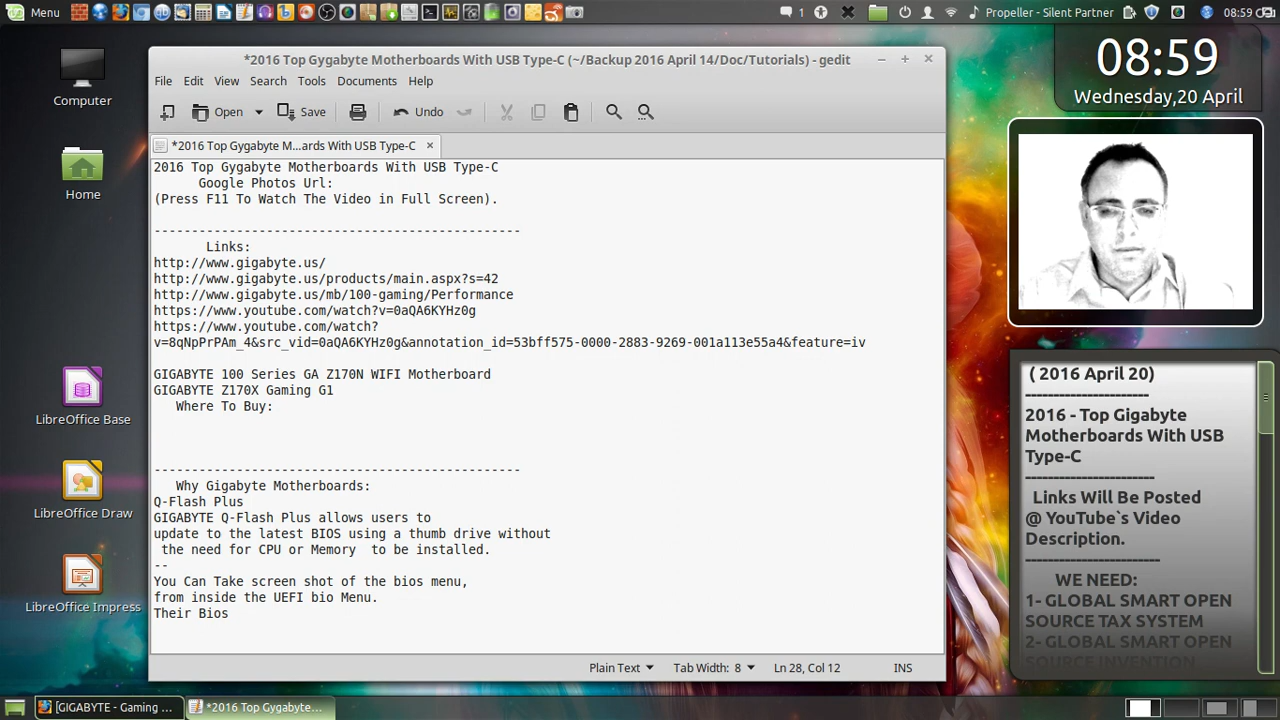 Menu
1
Propeller - Silent Partner
08:59
Computer
Home
LibreOffice Base
LibreOffice Draw
LibreOffice Impress
*2016 Top Gygabyte Motherboards With USB Type-C (~/Backup 2016 April 14/Doc/Tutorials) - gedit
File Edit View Search Tools Documents Help
Open Save Undo
*2016 Top Gygabyte M...ards With USB Type-C
2016 Top Gygabyte Motherboards With USB Type-C
Google Photos Url:
(Press F11 To Watch The Video in Full Screen).
-------------------------------------------------
Links:
http://www.gigabyte.us/
http://www.gigabyte.us/products/main.aspx?s=42
http://www.gigabyte.us/mb/100-gaming/Performance
https://www.youtube.com/watch?v=0aQA6KYHz0g
https://www.youtube.com/watch?
v=8qNpPrPAm_4&src_vid=0aQA6KYHz0g&annotation_id=53bff575-0000-2883-9269-001a113e55a4&feature=iv
GIGABYTE 100 Series GA Z170N WIFI Motherboard
GIGABYTE Z170X Gaming G1
Where To Buy:
-------------------------------------------------
Why Gigabyte Motherboards:
Q-Flash Plus
GIGABYTE Q-Flash Plus allows users to
update to the latest BIOS using a thumb drive without
the need for CPU or Memory  to be installed.
--
You Can Take screen shot of the bios menu,
from inside the UEFI bio Menu.
Their Bios
Plain Text Tab Width: 8 Ln 28, Col 12 INS
08:59
Wednesday,20 April
( 2016 April 20)
----------------------
2016 - Top Gigabyte
Motherboards With USB
Type-C
-----------------------
Links Will Be Posted
@ YouTube`s Video
Description.
------------------------
WE NEED:
1- GLOBAL SMART OPEN
SOURCE TAX SYSTEM
2- GLOBAL SMART OPEN
SOURCE INVENTION
[GIGABYTE - Gaming ...
*2016 Top Gygabyte...